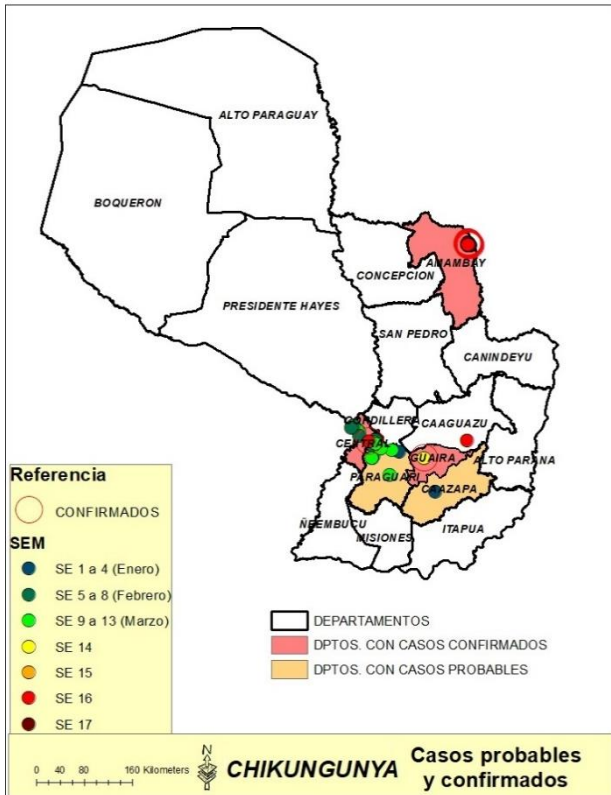 ALTO PARAGUAY
BOQUERON
AMAMBAY
CONCEPCION
PRESIDENTE HAYES
SAN PEDRO
CANINDEYU
CORDILLERA
CAAGUAZU
CENTRAL
GUAIRA
ALTO PARANA
PARAGUARI
CAAZAPA
ÑEEMBUCU
MISIONES
ITAPUA
Referencia
CONFIRMADOS
SEM
SE 1 a 4 (Enero)
SE 5 a 8 (Febrero)
SE 9 a 13 (Marzo)
SE 14
SE 15
SE 16
SE 17
DEPARTAMENTOS
DPTOS. CON CASOS CONFIRMADOS
DPTOS. CON CASOS PROBABLES
0 40 80 160 Kilometers
N
CHIKUNGUNYA
Casos probables
y confirmados